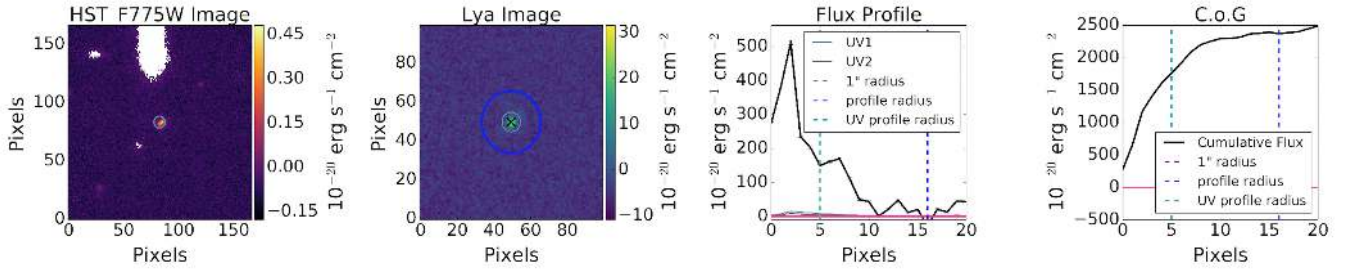 HST F775W Image
Pixels
150
100
50
0
0 50 100 150
Pixels
0.45
0.30
0.15
0.00
−0.15
10⁻²⁰ erg s⁻¹ cm⁻²
Lya Image
Pixels
80
60
40
20
0
0 20 40 60 80
Pixels
30
20
10
0
−10
10⁻²⁰ erg s⁻¹ cm⁻²
Flux Profile
10⁻²⁰ erg s⁻¹ cm⁻²
500
400
300
200
100
0
0 5 10 15 20
Pixels
UV1
UV2
1" radius
profile radius
UV profile radius
C.o.G
10⁻²⁰ erg s⁻¹ cm⁻²
2500
2000
1500
1000
500
0
−500
0 5 10 15 20
Pixels
Cumulative Flux
1" radius
profile radius
UV profile radius